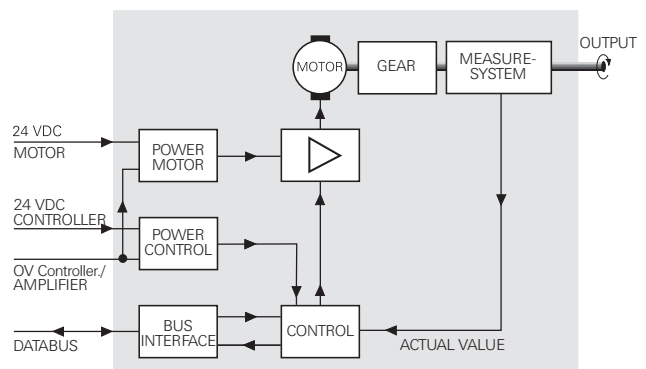 OUTPUT
MOTOR
GEAR
MEASURE-
SYSTEM
24 VDC
MOTOR
POWER
MOTOR
24 VDC
CONTROLLER
POWER
CONTROL
OV Controller./
AMPLIFIER
BUS
INTERFACE
CONTROL
DATABUS
ACTUAL VALUE